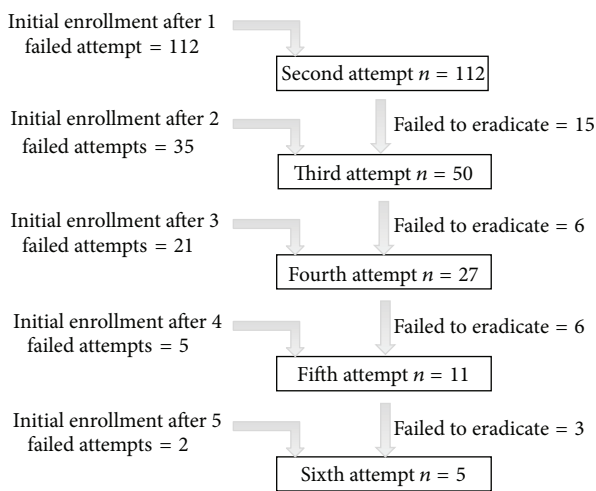 Initial enrollment after 1
failed attempt = 112
Second attempt n = 112
Initial enrollment after 2
failed attempts = 35
Failed to eradicate = 15
Third attempt n = 50
Initial enrollment after 3
failed attempts = 21
Failed to eradicate = 6
Fourth attempt n = 27
Initial enrollment after 4
failed attempts = 5
Failed to eradicate = 6
Fifth attempt n = 11
Initial enrollment after 5
failed attempts = 2
Failed to eradicate = 3
Sixth attempt n = 5